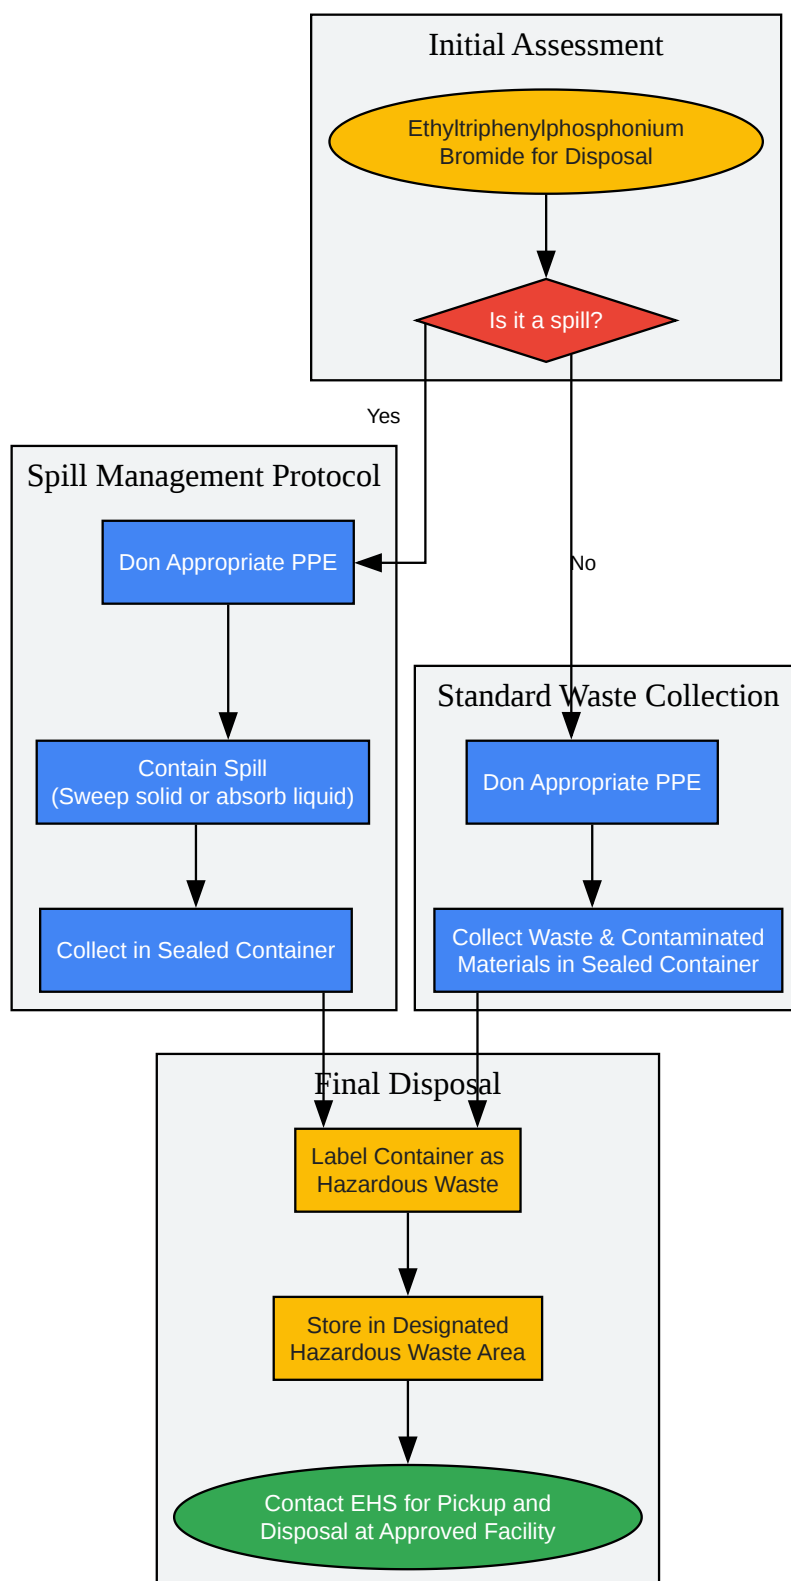 Initial Assessment
Ethyltriphenylphosphonium
Bromide for Disposal
Is it a spill?
Yes
No
Spill Management Protocol
Don Appropriate PPE
Contain Spill
(Sweep solid or absorb liquid)
Collect in Sealed Container
Standard Waste Collection
Don Appropriate PPE
Collect Waste & Contaminated
Materials in Sealed Container
Final Disposal
Label Container as
Hazardous Waste
Store in Designated
Hazardous Waste Area
Contact EHS for Pickup and
Disposal at Approved Facility